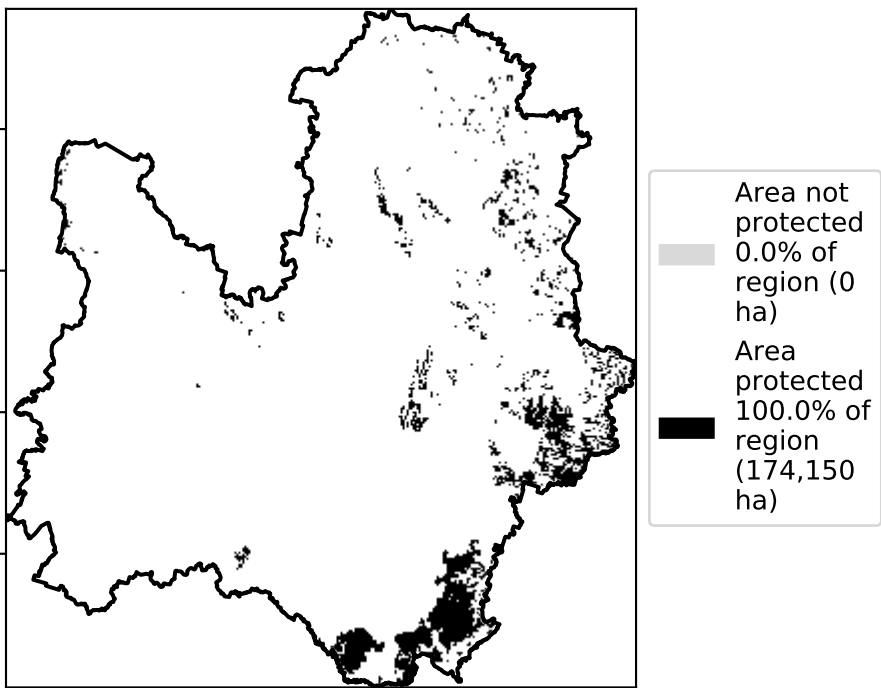 Area not
protected
0.0% of
region (0
ha)
Area
protected
100.0% of
region
(174,150
ha)